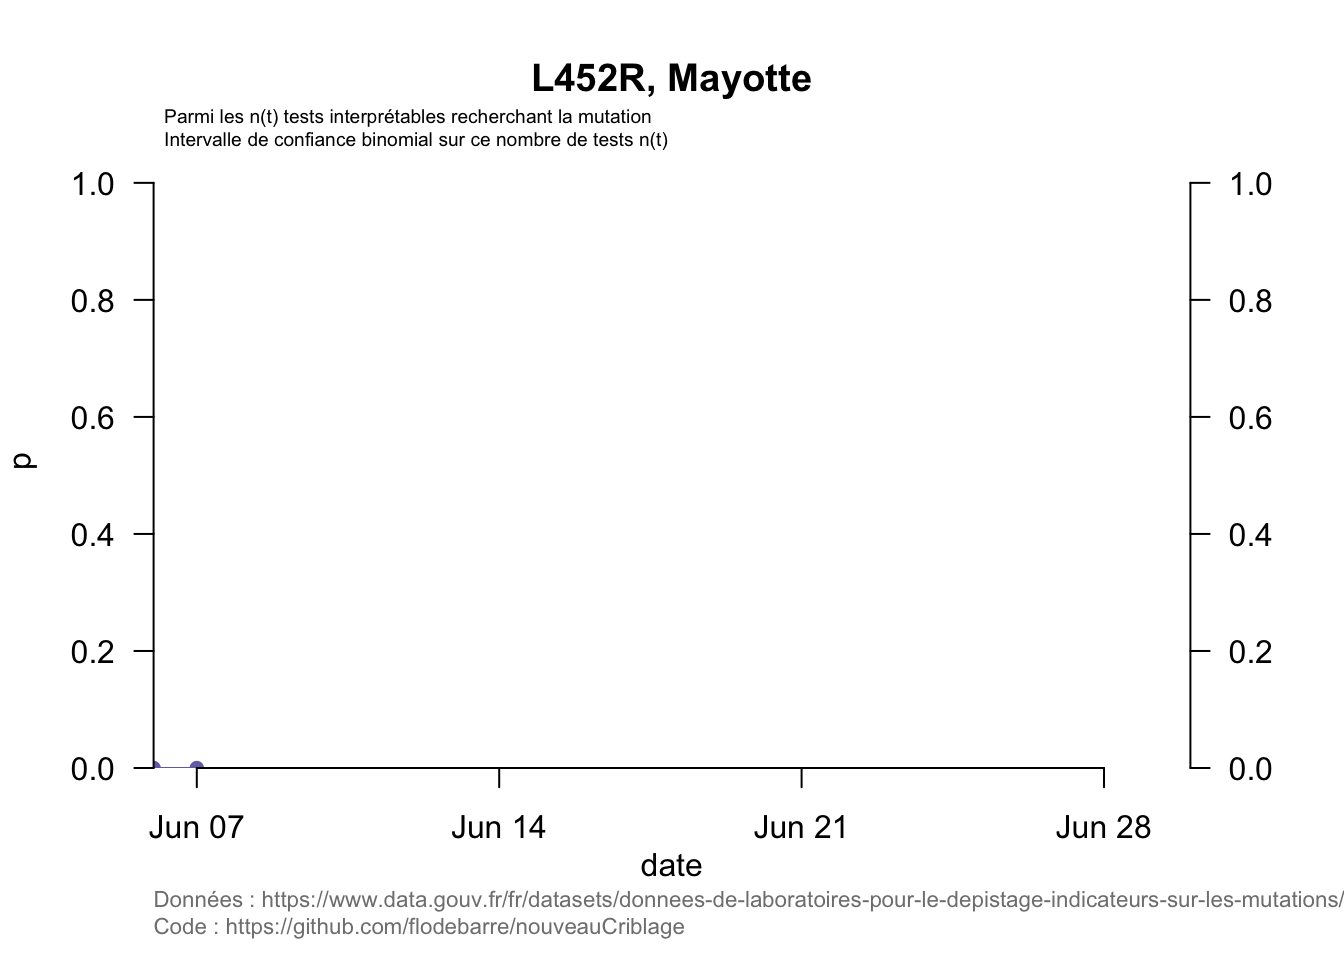 L452R, Mayotte
Parmi les n(t) tests interprétables recherchant la mutation
Intervalle de confiance binomial sur ce nombre de tests n(t)
1.0 1.0
0.8 0.8
0.6 0.6
p
0.4 0.4
0.2 0.2
0.0 0.0
Jun 07 Jun 14 Jun 21 Jun 28
date
Données : https://www.data.gouv.fr/fr/datasets/donnees-de-laboratoires-pour-le-depistage-indicateurs-sur-les-mutations/
Code : https://github.com/flodebarre/nouveauCriblage